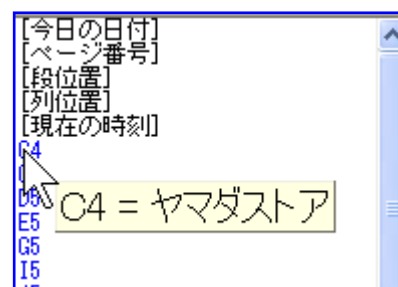 [今日の日付]
[ページ番号]
[段位置]
[列位置]
[現在の時刻]
C4
C4 = ヤマダストア
D5
E5
G5
I5